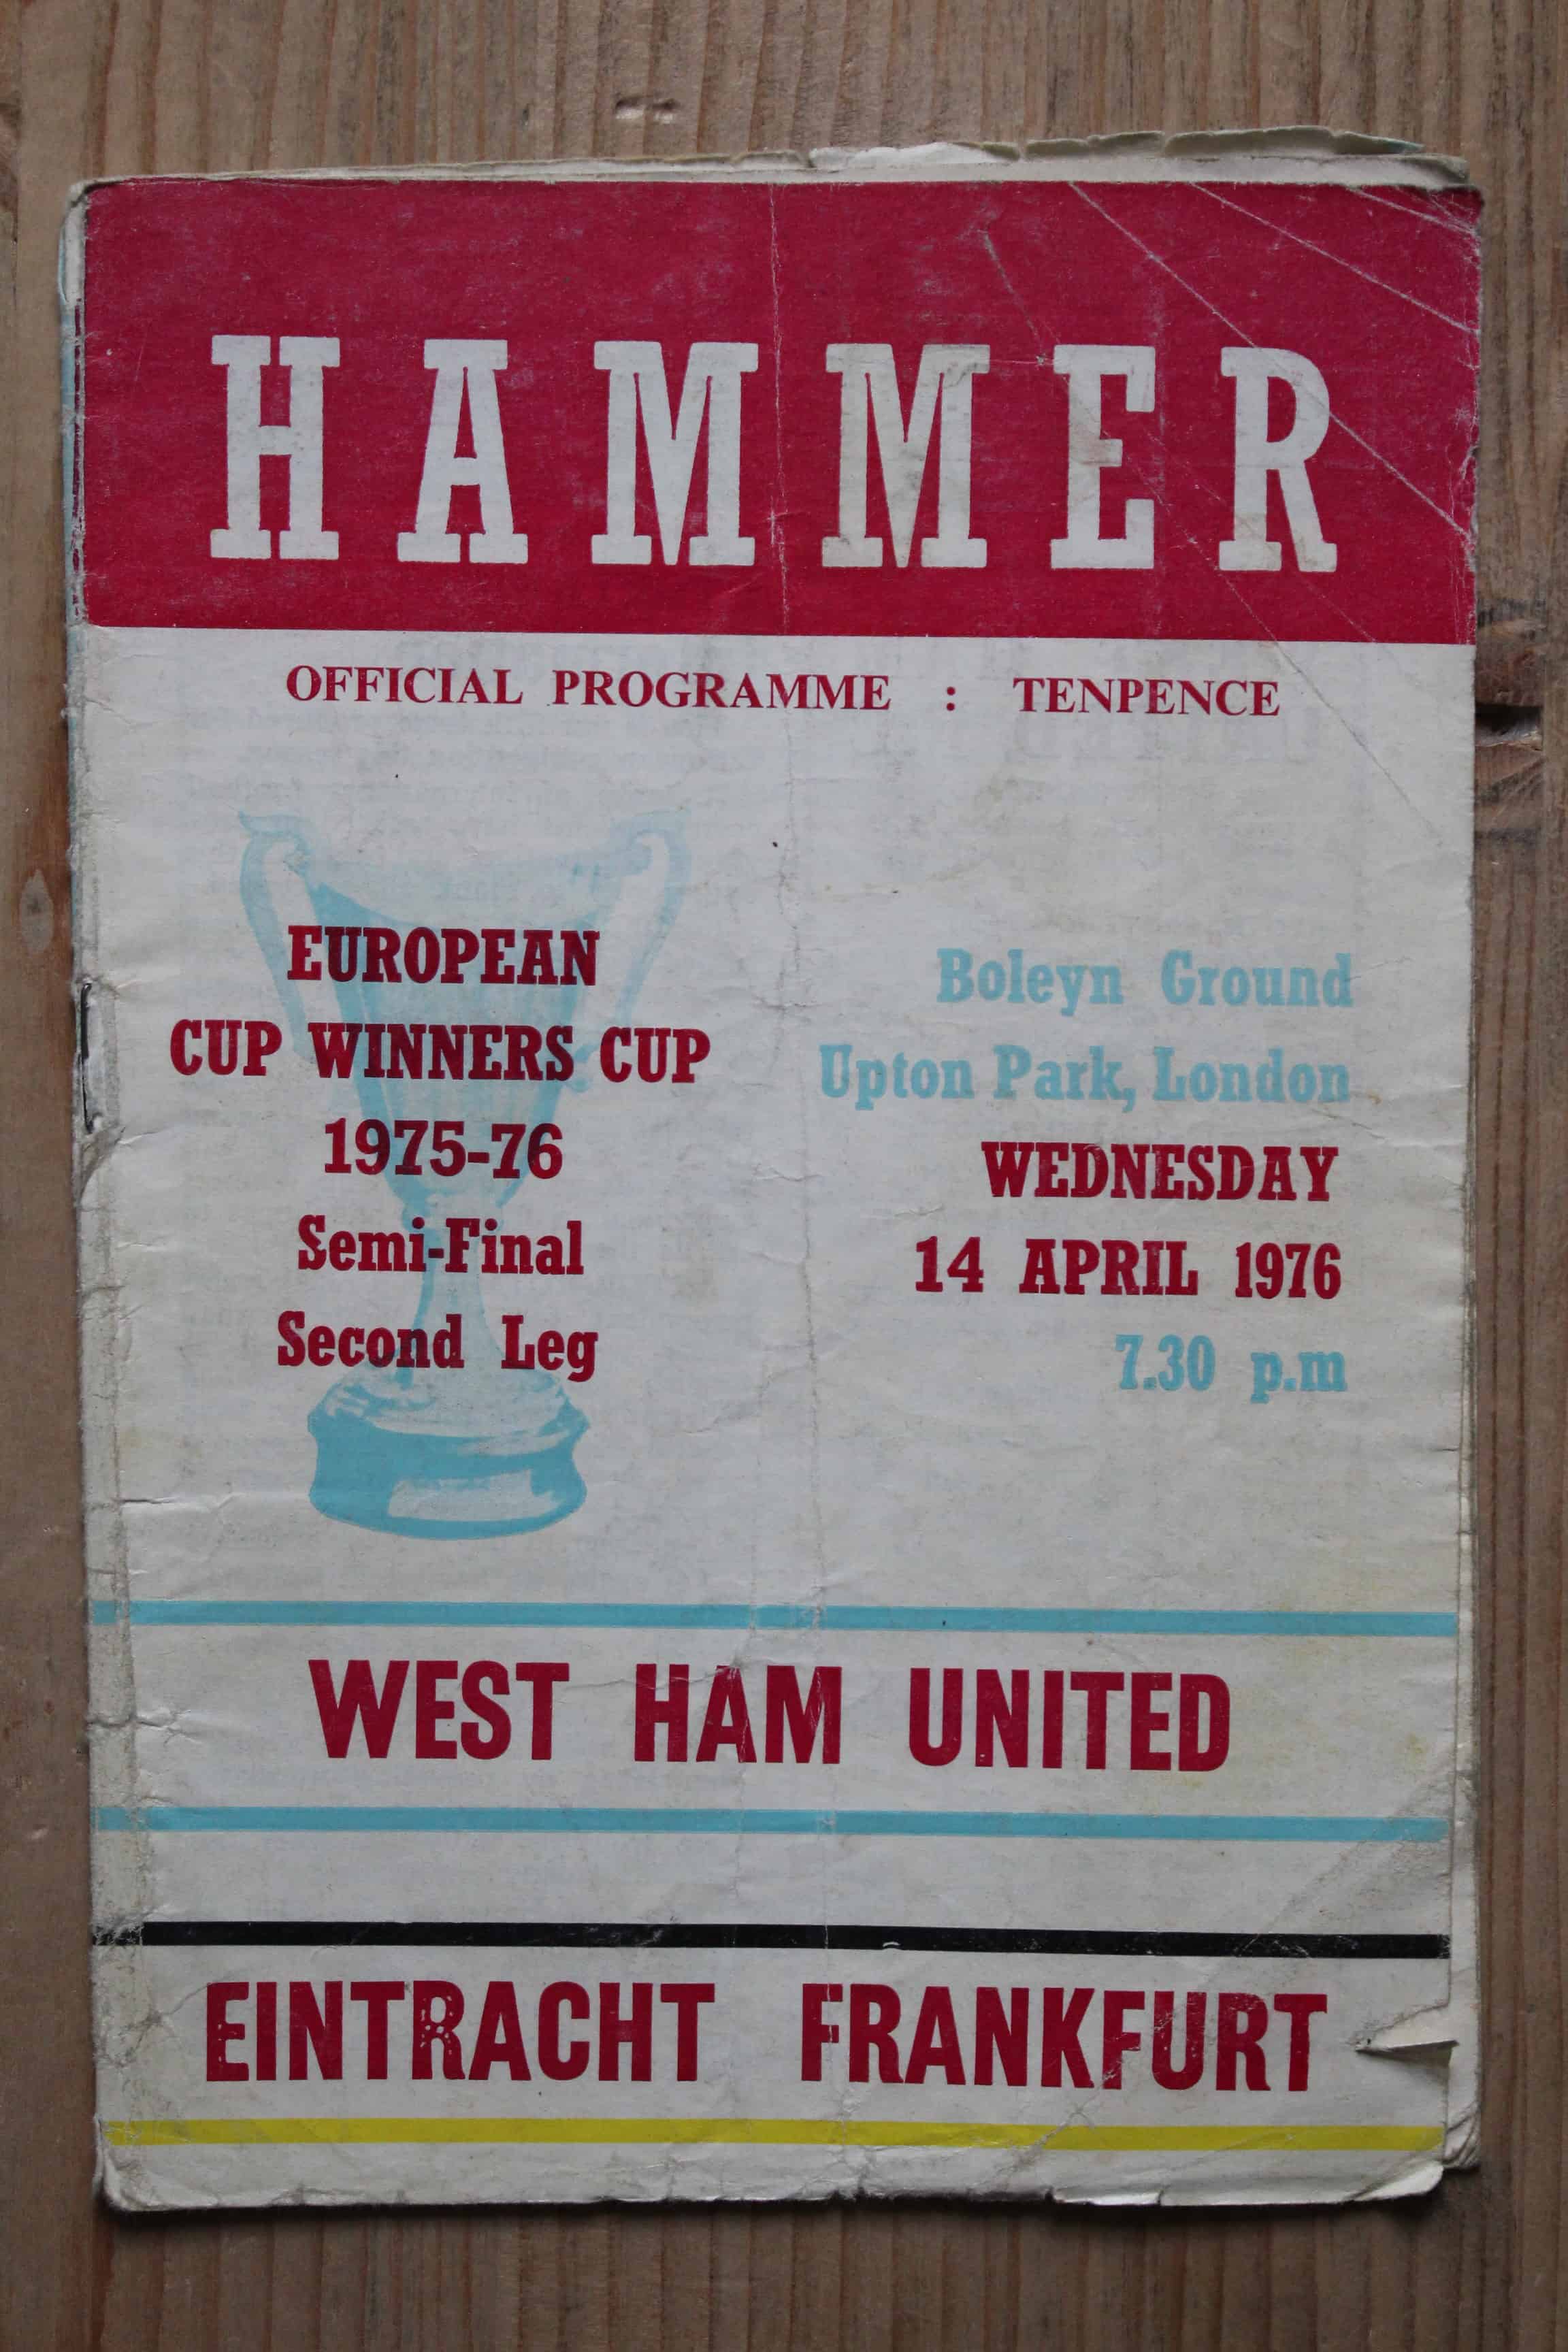 HAMMER
OFFICIAL PROGRAMME : TENPENCE
EUROPEAN
CUP WINNERS CUP
1975-76
Semi-Final
Second Leg
Boleyn Ground
Upton Park, London
WEDNESDAY
14 APRIL 1976
7.30 p.m
WEST HAM UNITED
EINTRACHT FRANKFURT